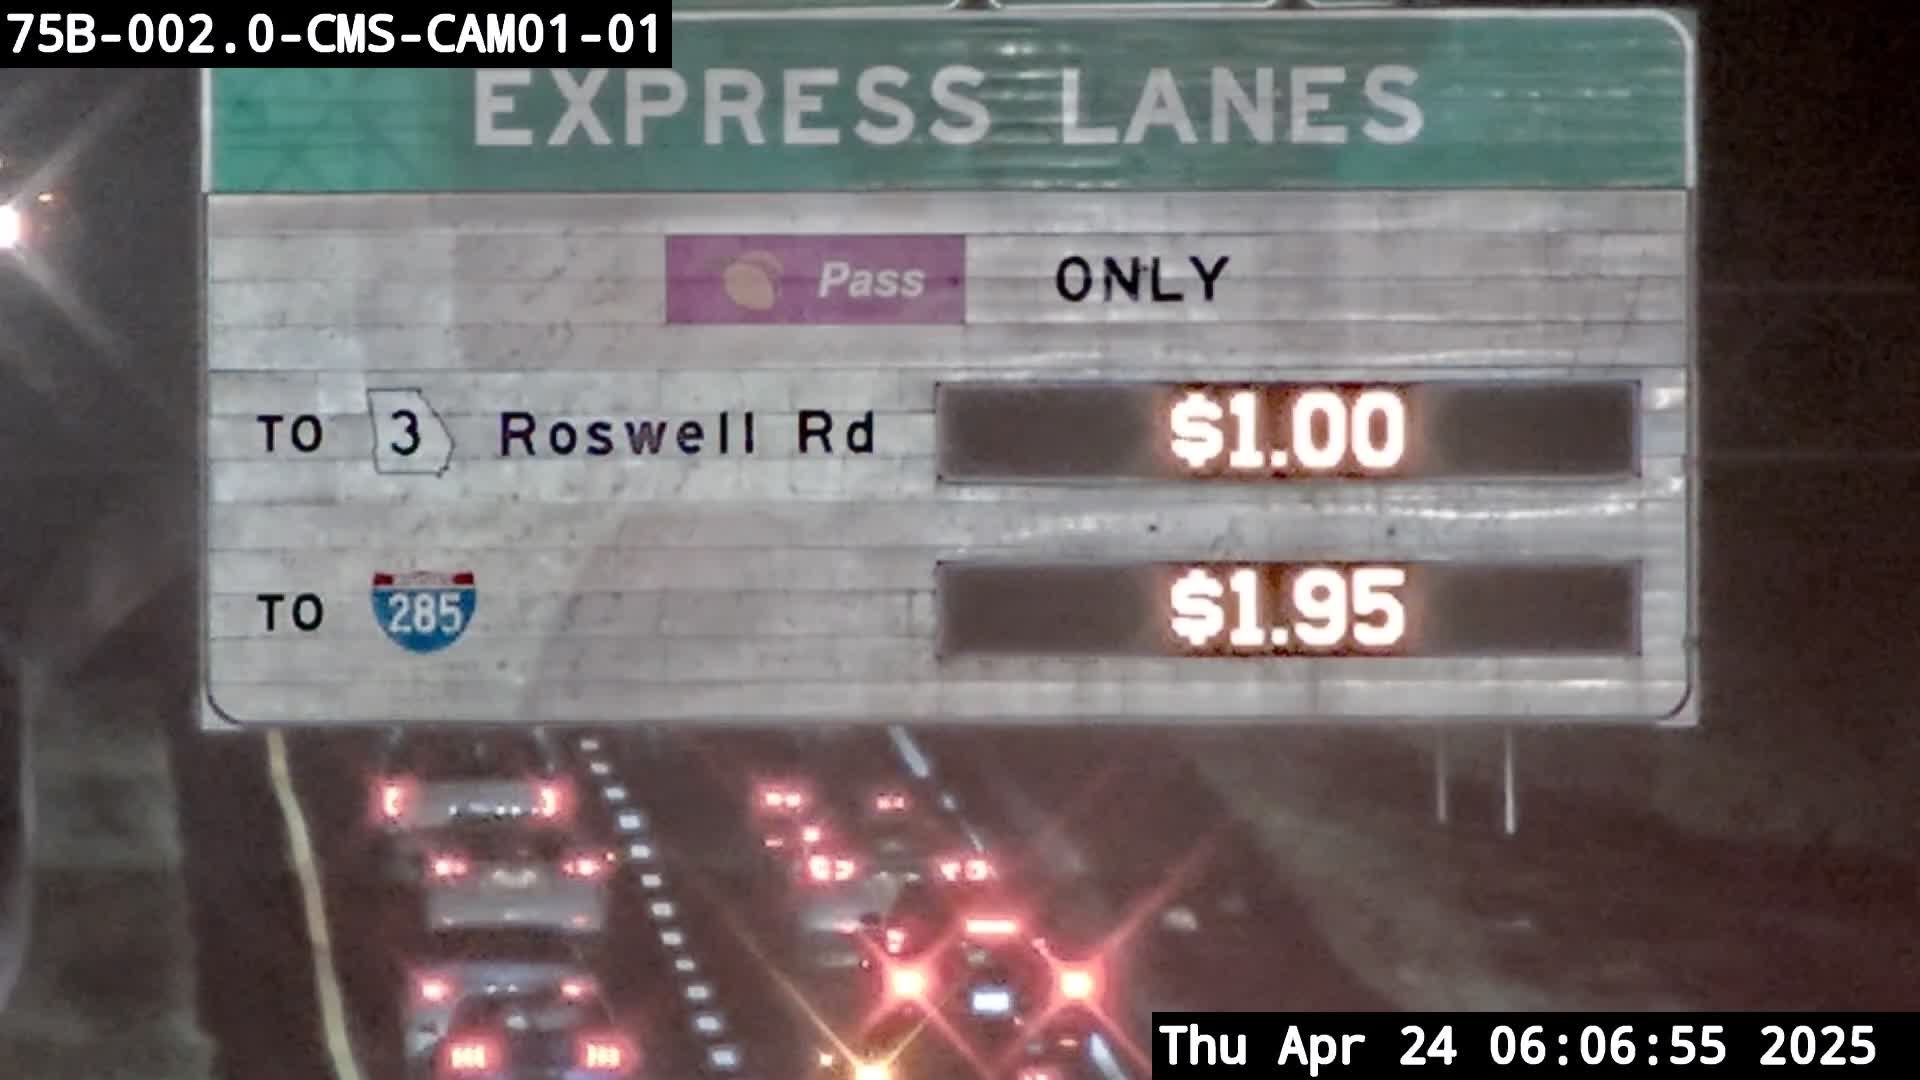 75B-002.0-CMS-CAM01-01
EXPRESS LANES
Pass ONLY
TO 3 Roswell Rd $1.00
TO 285 $1.95
Thu Apr 24 06:06:55 2025